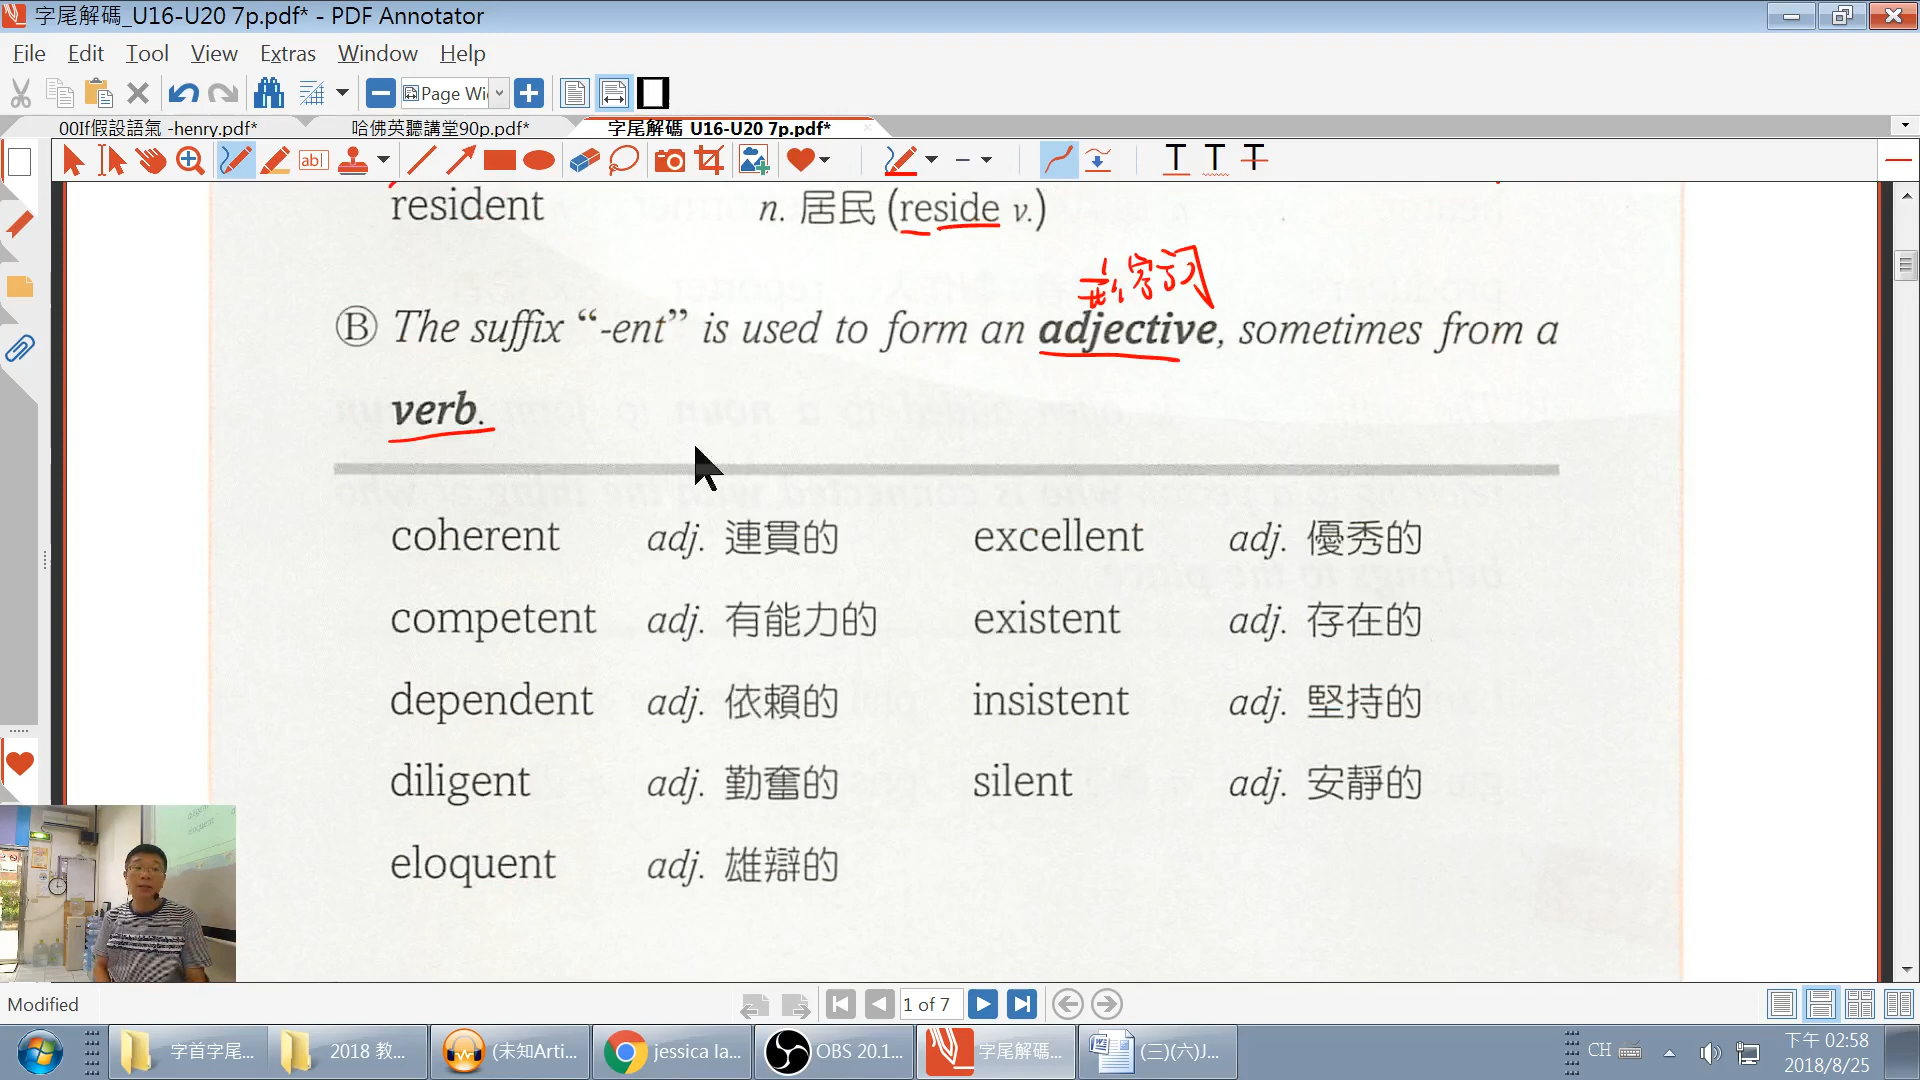 字尾解碼_U16-U20 7p.pdf* - PDF Annotator
File Edit Tool View Extras Window Help
Page Wi
00If假設語氣 -henry.pdf* 哈佛英聽講堂90p.pdf* 字尾解碼 U16-U20 7p.pdf*
ab
T T T
resident n. 居民 (reside v.)
形容詞
Ⓑ The suffix “-ent” is used to form an adjective, sometimes from a
verb.
coherent adj. 連貫的 excellent adj. 優秀的
competent adj. 有能力的 existent adj. 存在的
dependent adj. 依賴的 insistent adj. 堅持的
diligent adj. 勤奮的 silent adj. 安靜的
eloquent adj. 雄辯的
Modified 1 of 7
字首字尾... 2018 教... (未知Arti... jessica la... OBS 20.1... 字尾解碼... (三)(六)J... CH 下午 02:58
2018/8/25